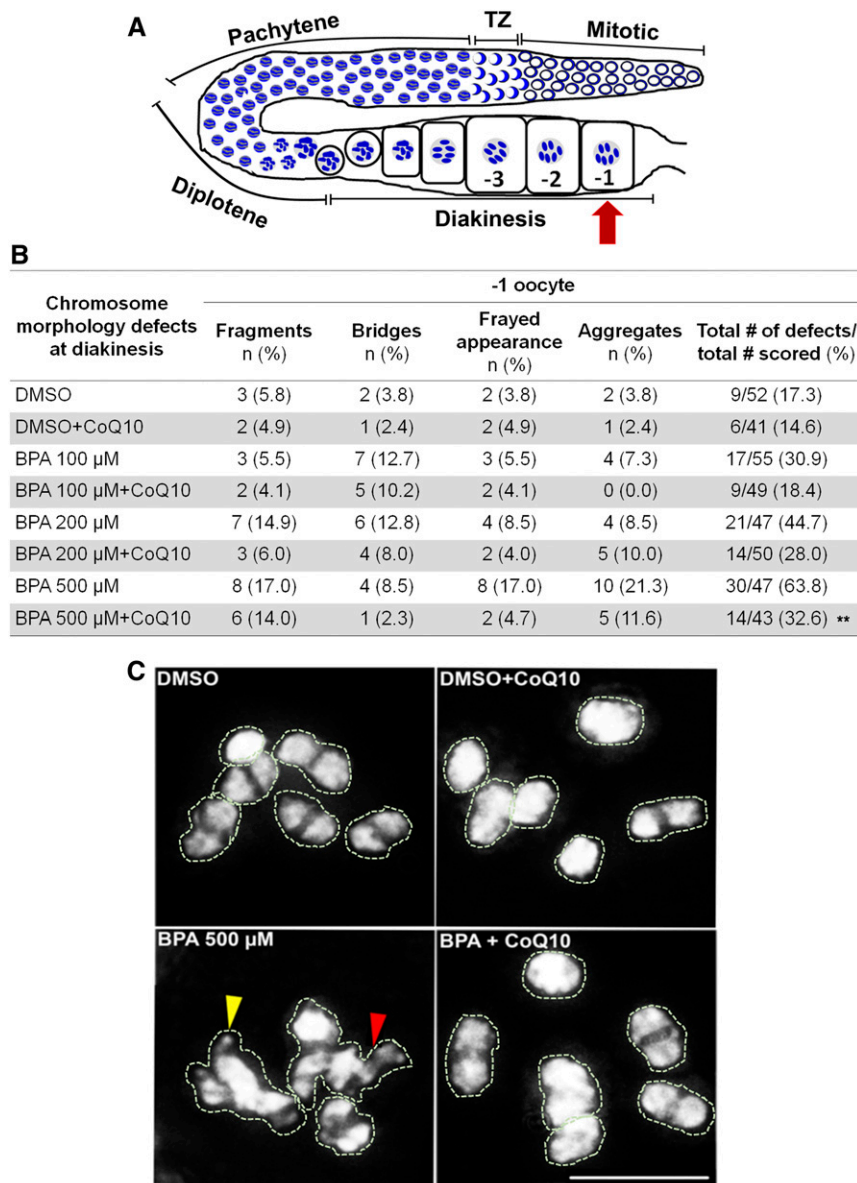 A
Pachytene
TZ
Mitotic
-3
-2
-1
Diplotene
Diakinesis
B
Chromosome morphology defects at diakinesis
-1 oocyte
Fragments n (%)
Bridges n (%)
Frayed appearance n (%)
Aggregates n (%)
Total # of defects/ total # scored (%)
DMSO 3 (5.8) 2 (3.8) 2 (3.8) 2 (3.8) 9/52 (17.3)
DMSO+CoQ10 2 (4.9) 1 (2.4) 2 (4.9) 1 (2.4) 6/41 (14.6)
BPA 100 µM 3 (5.5) 7 (12.7) 3 (5.5) 4 (7.3) 17/55 (30.9)
BPA 100 µM+CoQ10 2 (4.1) 5 (10.2) 2 (4.1) 0 (0.0) 9/49 (18.4)
BPA 200 µM 7 (14.9) 6 (12.8) 4 (8.5) 4 (8.5) 21/47 (44.7)
BPA 200 µM+CoQ10 3 (6.0) 4 (8.0) 2 (4.0) 5 (10.0) 14/50 (28.0)
BPA 500 µM 8 (17.0) 4 (8.5) 8 (17.0) 10 (21.3) 30/47 (63.8)
BPA 500 µM+CoQ10 6 (14.0) 1 (2.3) 2 (4.7) 5 (11.6) 14/43 (32.6) **
C
DMSO
DMSO+CoQ10
BPA 500 µM
BPA + CoQ10